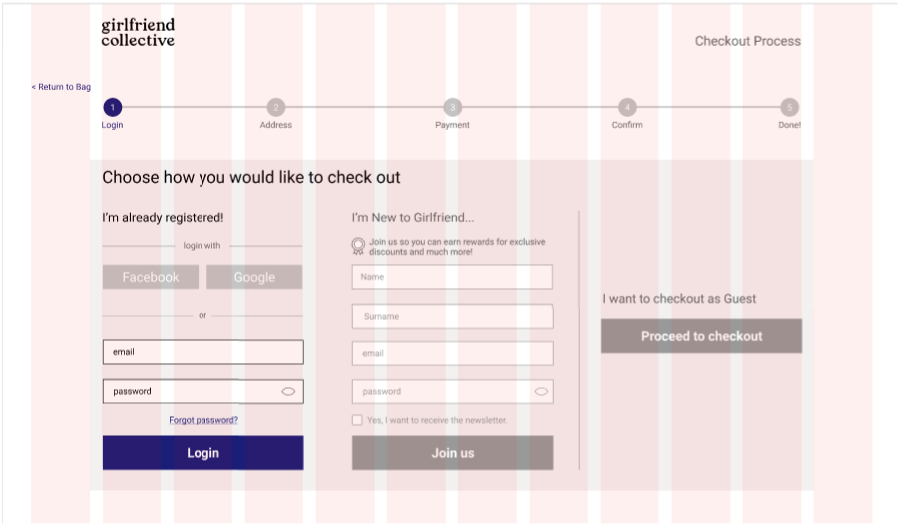 girlfriend
collective
Checkout Process
< Return to Bag
1 2 3 4 5
Login Address Payment Confirm Done!
Choose how you would like to check out
I'm already registered!
login with
Facebook Google
or
email
password
Forgot password?
Login
I'm New to Girlfriend...
Join us so you can earn rewards for exclusive
discounts and much more!
Name
Surname
email
password
Yes, I want to receive the newsletter.
Join us
I want to checkout as Guest
Proceed to checkout